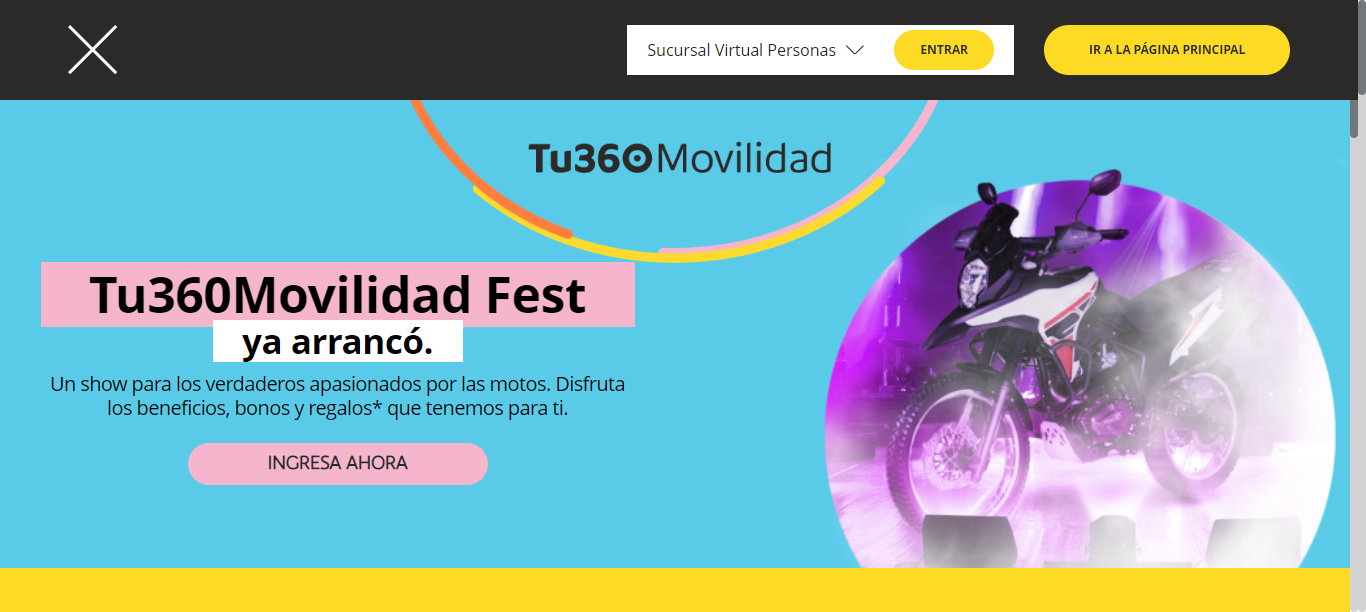 Sucursal Virtual Personas
ENTRAR
IR A LA PÁGINA PRINCIPAL
Tu360Movilidad
Tu360Movilidad Fest
ya arrancó.
Un show para los verdaderos apasionados por las motos. Disfruta
los beneficios, bonos y regalos* que tenemos para ti.
INGRESA AHORA